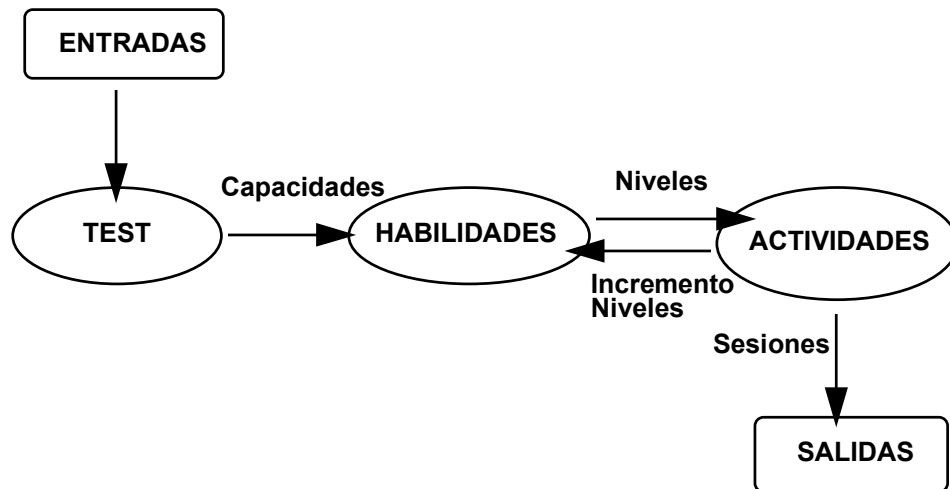 ENTRADAS
Capacidades
Niveles
TEST
HABILIDADES
ACTIVIDADES
Incremento
Niveles
Sesiones
SALIDAS